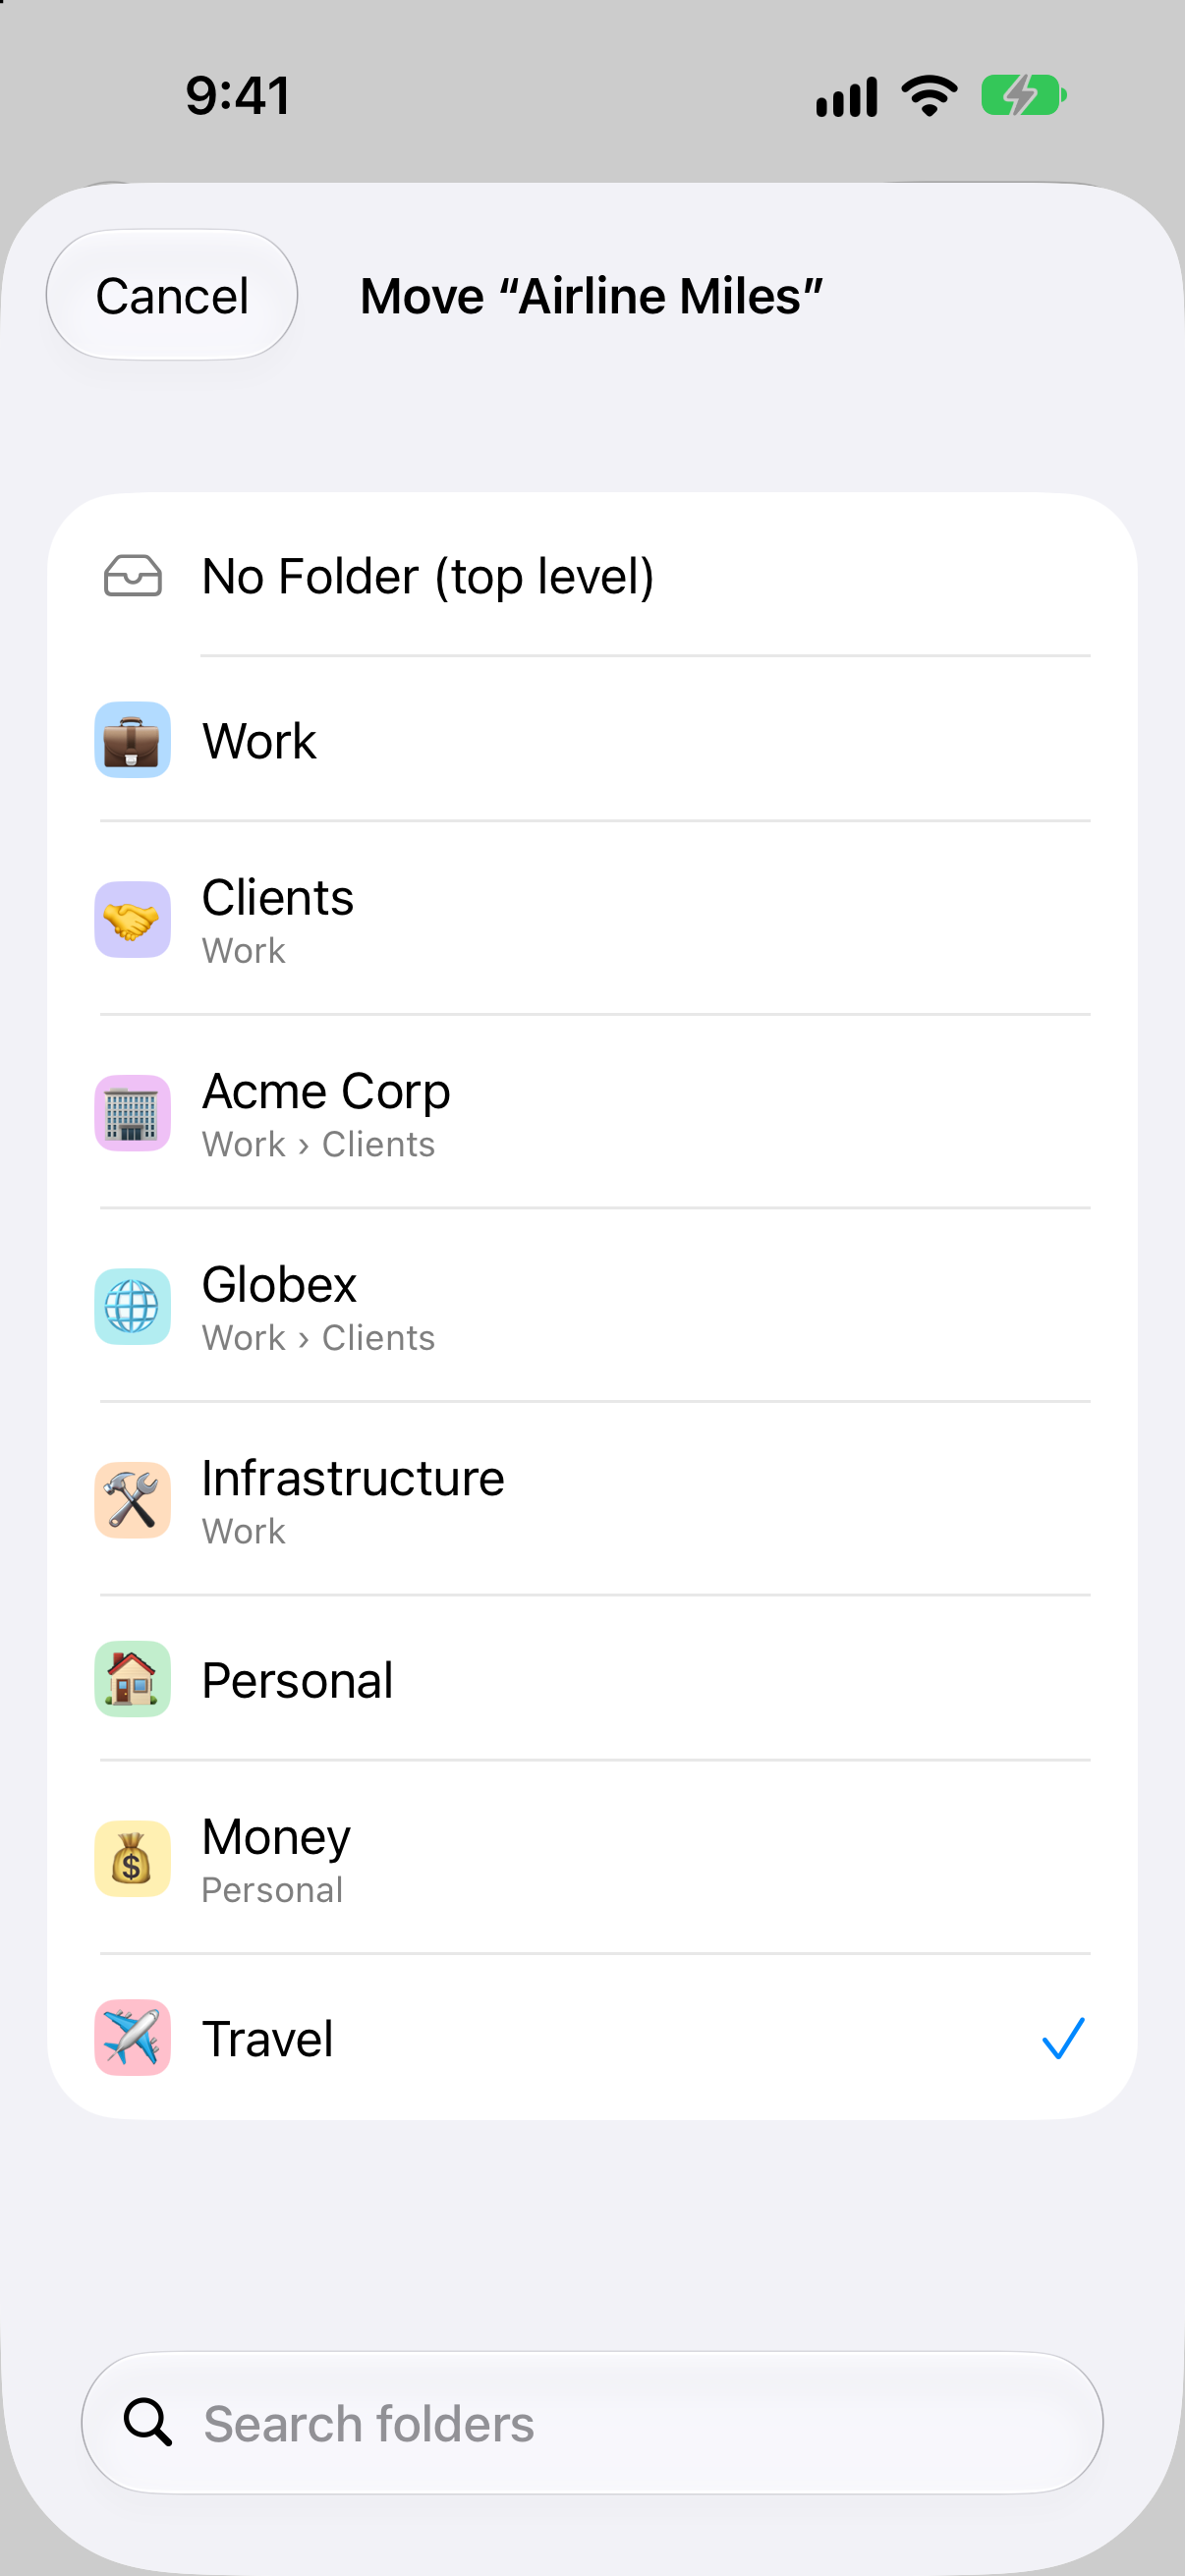 9:41
Cancel
Move “Airline Miles”
No Folder (top level)
Work
Clients
Work
Acme Corp
Work › Clients
Globex
Work › Clients
Infrastructure
Work
Personal
Money
Personal
Travel
Search folders